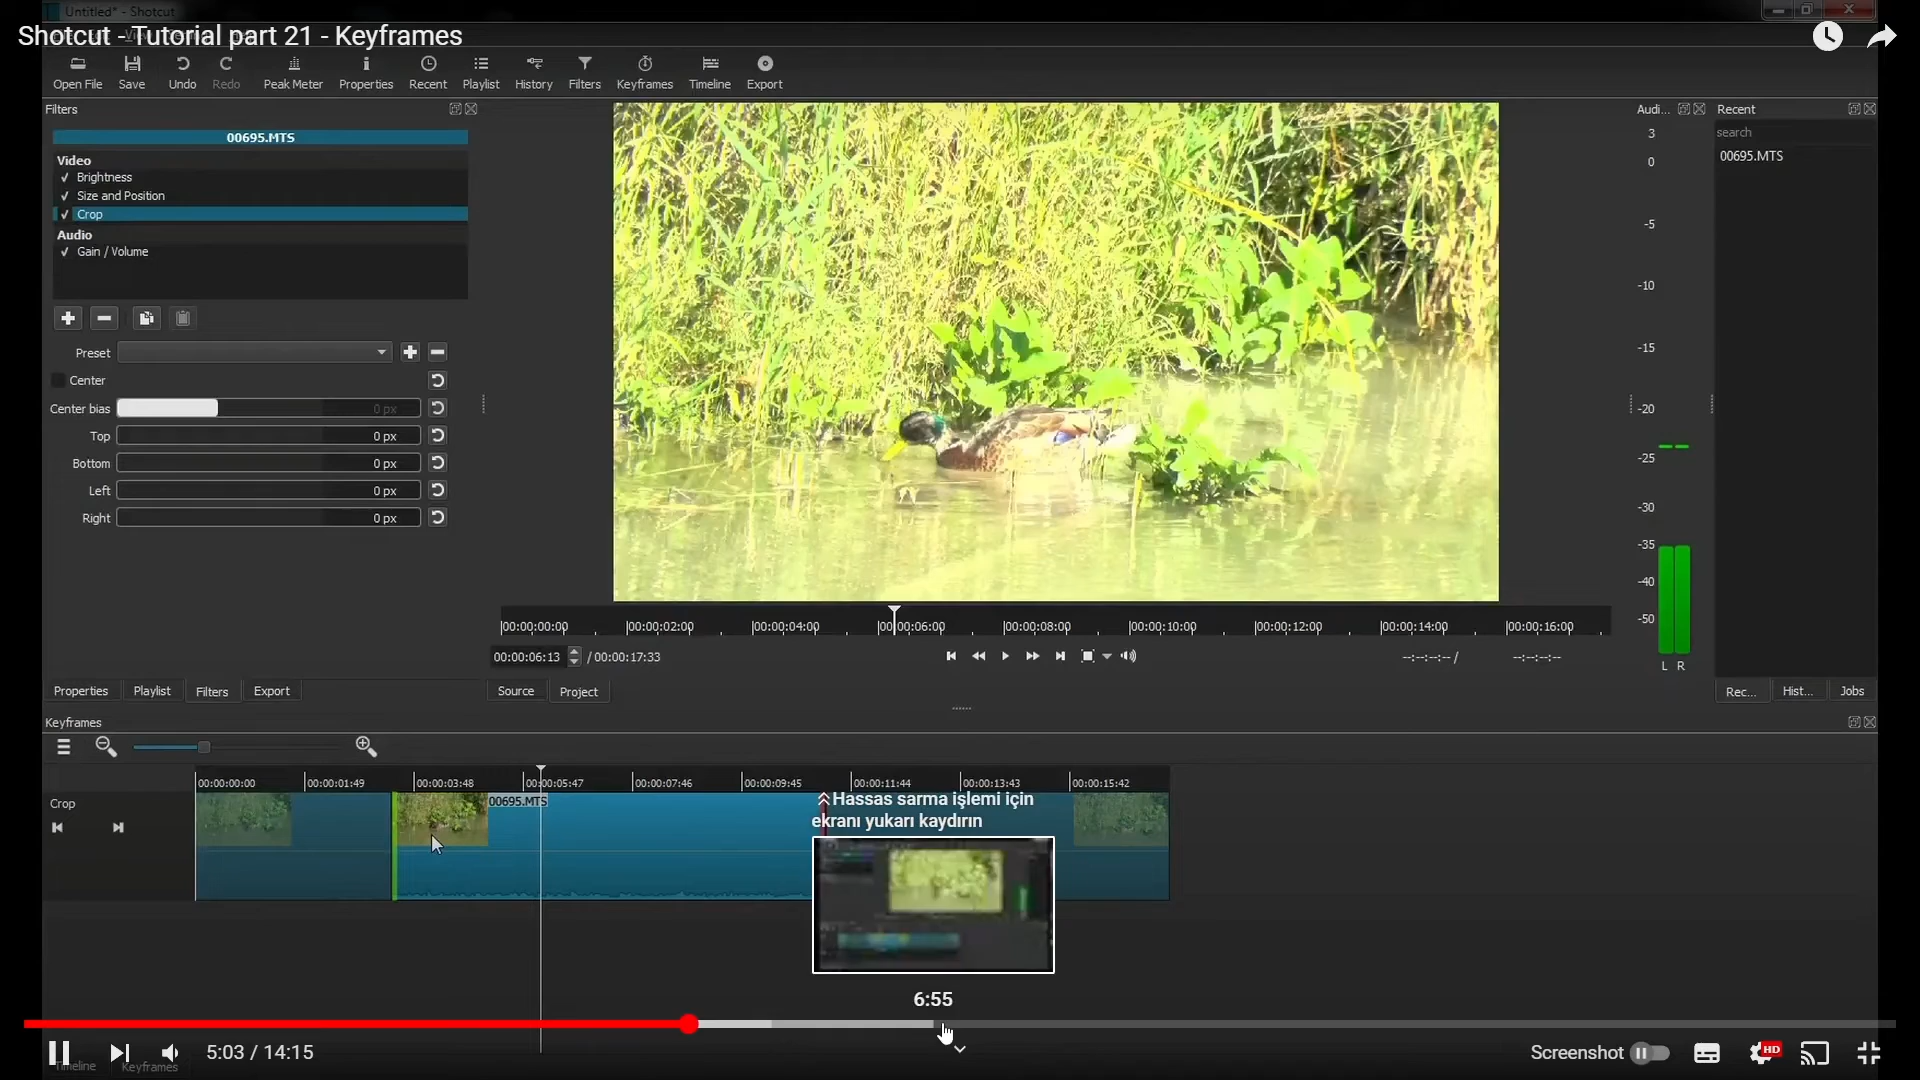 Untitled* - Shotcut
Shotcut - Tutorial part 21 - Keyframes
Open File Save Undo Redo Peak Meter Properties Recent Playlist History Filters Keyframes Timeline Export
Filters
Audi... Recent
00695.MTS
search
00695.MTS
Video
Brightness
Size and Position
Crop
Audio
Gain / Volume
Preset
Center
Center bias 0 px
Top 0 px
Bottom 0 px
Left 0 px
Right 0 px
3
0
-5
-10
-15
-20
-25
-30
-35
-40
-50
L R
00:00:00:00 00:00:02:00 00:00:04:00 00:00:06:00 00:00:08:00 00:00:10:00 00:00:12:00 00:00:14:00 00:00:16:00
00:00:06:13 / 00:00:17:33 --:--:--:-- / --:--:--:--
Properties Playlist Filters Export Source Project Rec... Hist... Jobs
Keyframes
00:00:00:00 00:00:01:49 00:00:03:48 00:00:05:47 00:00:07:46 00:00:09:45 00:00:11:44 00:00:13:43 00:00:15:42
Crop
00695.MTS
Hassas sarma işlemi için
ekranı yukarı kaydırın
6:55
5:03 / 14:15
Screenshot HD
Timeline Keyframes